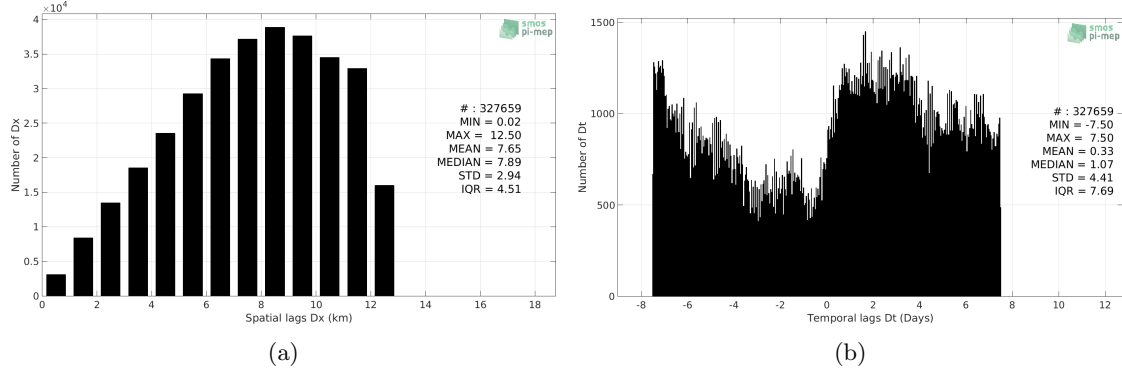 ×10⁴
4
3.5
3
2.5
2
1.5
1
0.5
0
0 2 4 6 8 10 12 14 16 18
Number of Dx
Spatial lags Dx (km)
smos
pi-mep
# : 327659
MIN = 0.02
MAX = 12.50
MEAN = 7.65
MEDIAN = 7.89
STD = 2.94
IQR = 4.51
(a)
1500
1000
500
0
-8 -6 -4 -2 0 2 4 6 8 10 12
Number of Dt
Temporal lags Dt (Days)
smos
pi-mep
# : 327659
MIN = -7.50
MAX = 7.50
MEAN = 0.33
MEDIAN = 1.07
STD = 4.41
IQR = 7.69
(b)